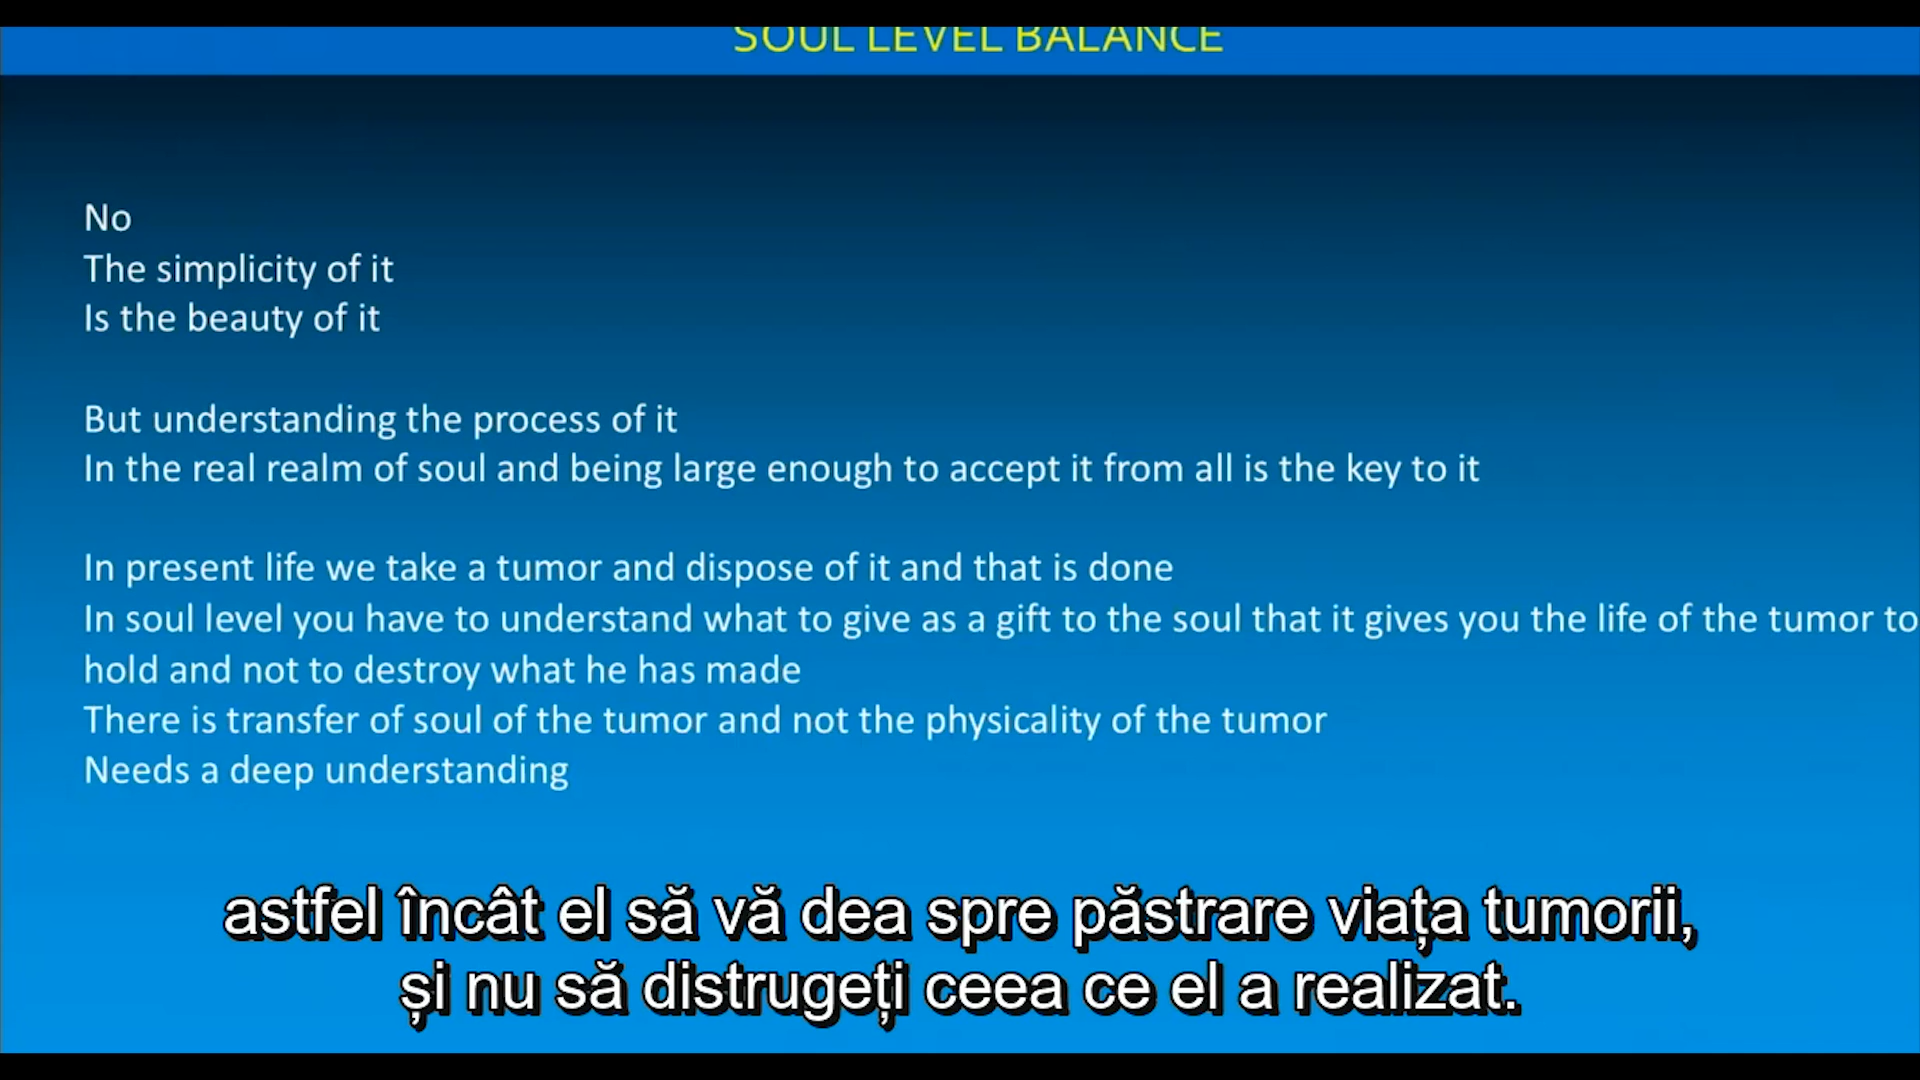 SOUL LEVEL BALANCE
No
The simplicity of it
Is the beauty of it
But understanding the process of it
In the real realm of soul and being large enough to accept it from all is the key to it
In present life we take a tumor and dispose of it and that is done
In soul level you have to understand what to give as a gift to the soul that it gives you the life of the tumor to
hold and not to destroy what he has made
There is transfer of soul of the tumor and not the physicality of the tumor
Needs a deep understanding
astfel încât el să vă dea spre păstrare viața tumorii,
și nu să distrugeți ceea ce el a realizat.